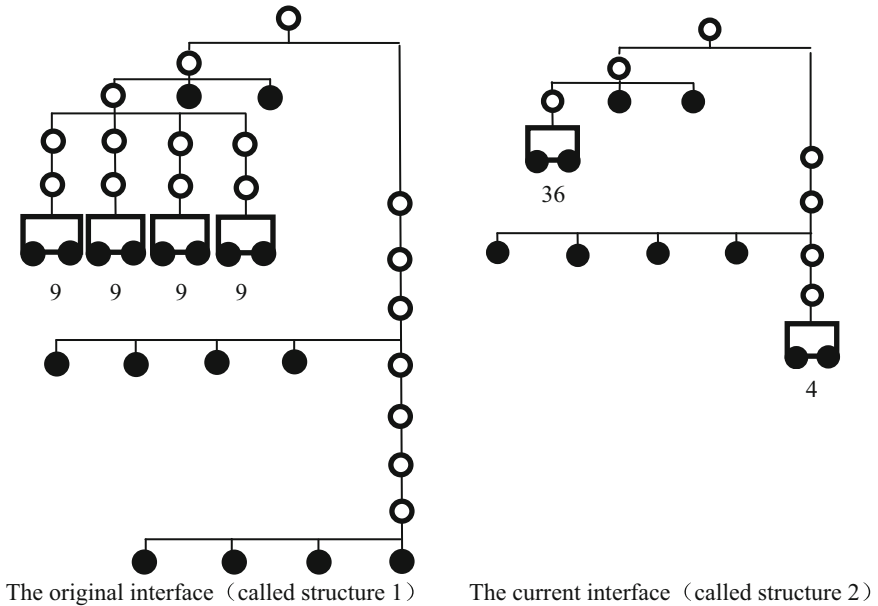 36
9 9 9 9
4
The original interface（called structure 1） The current interface（called structure 2）